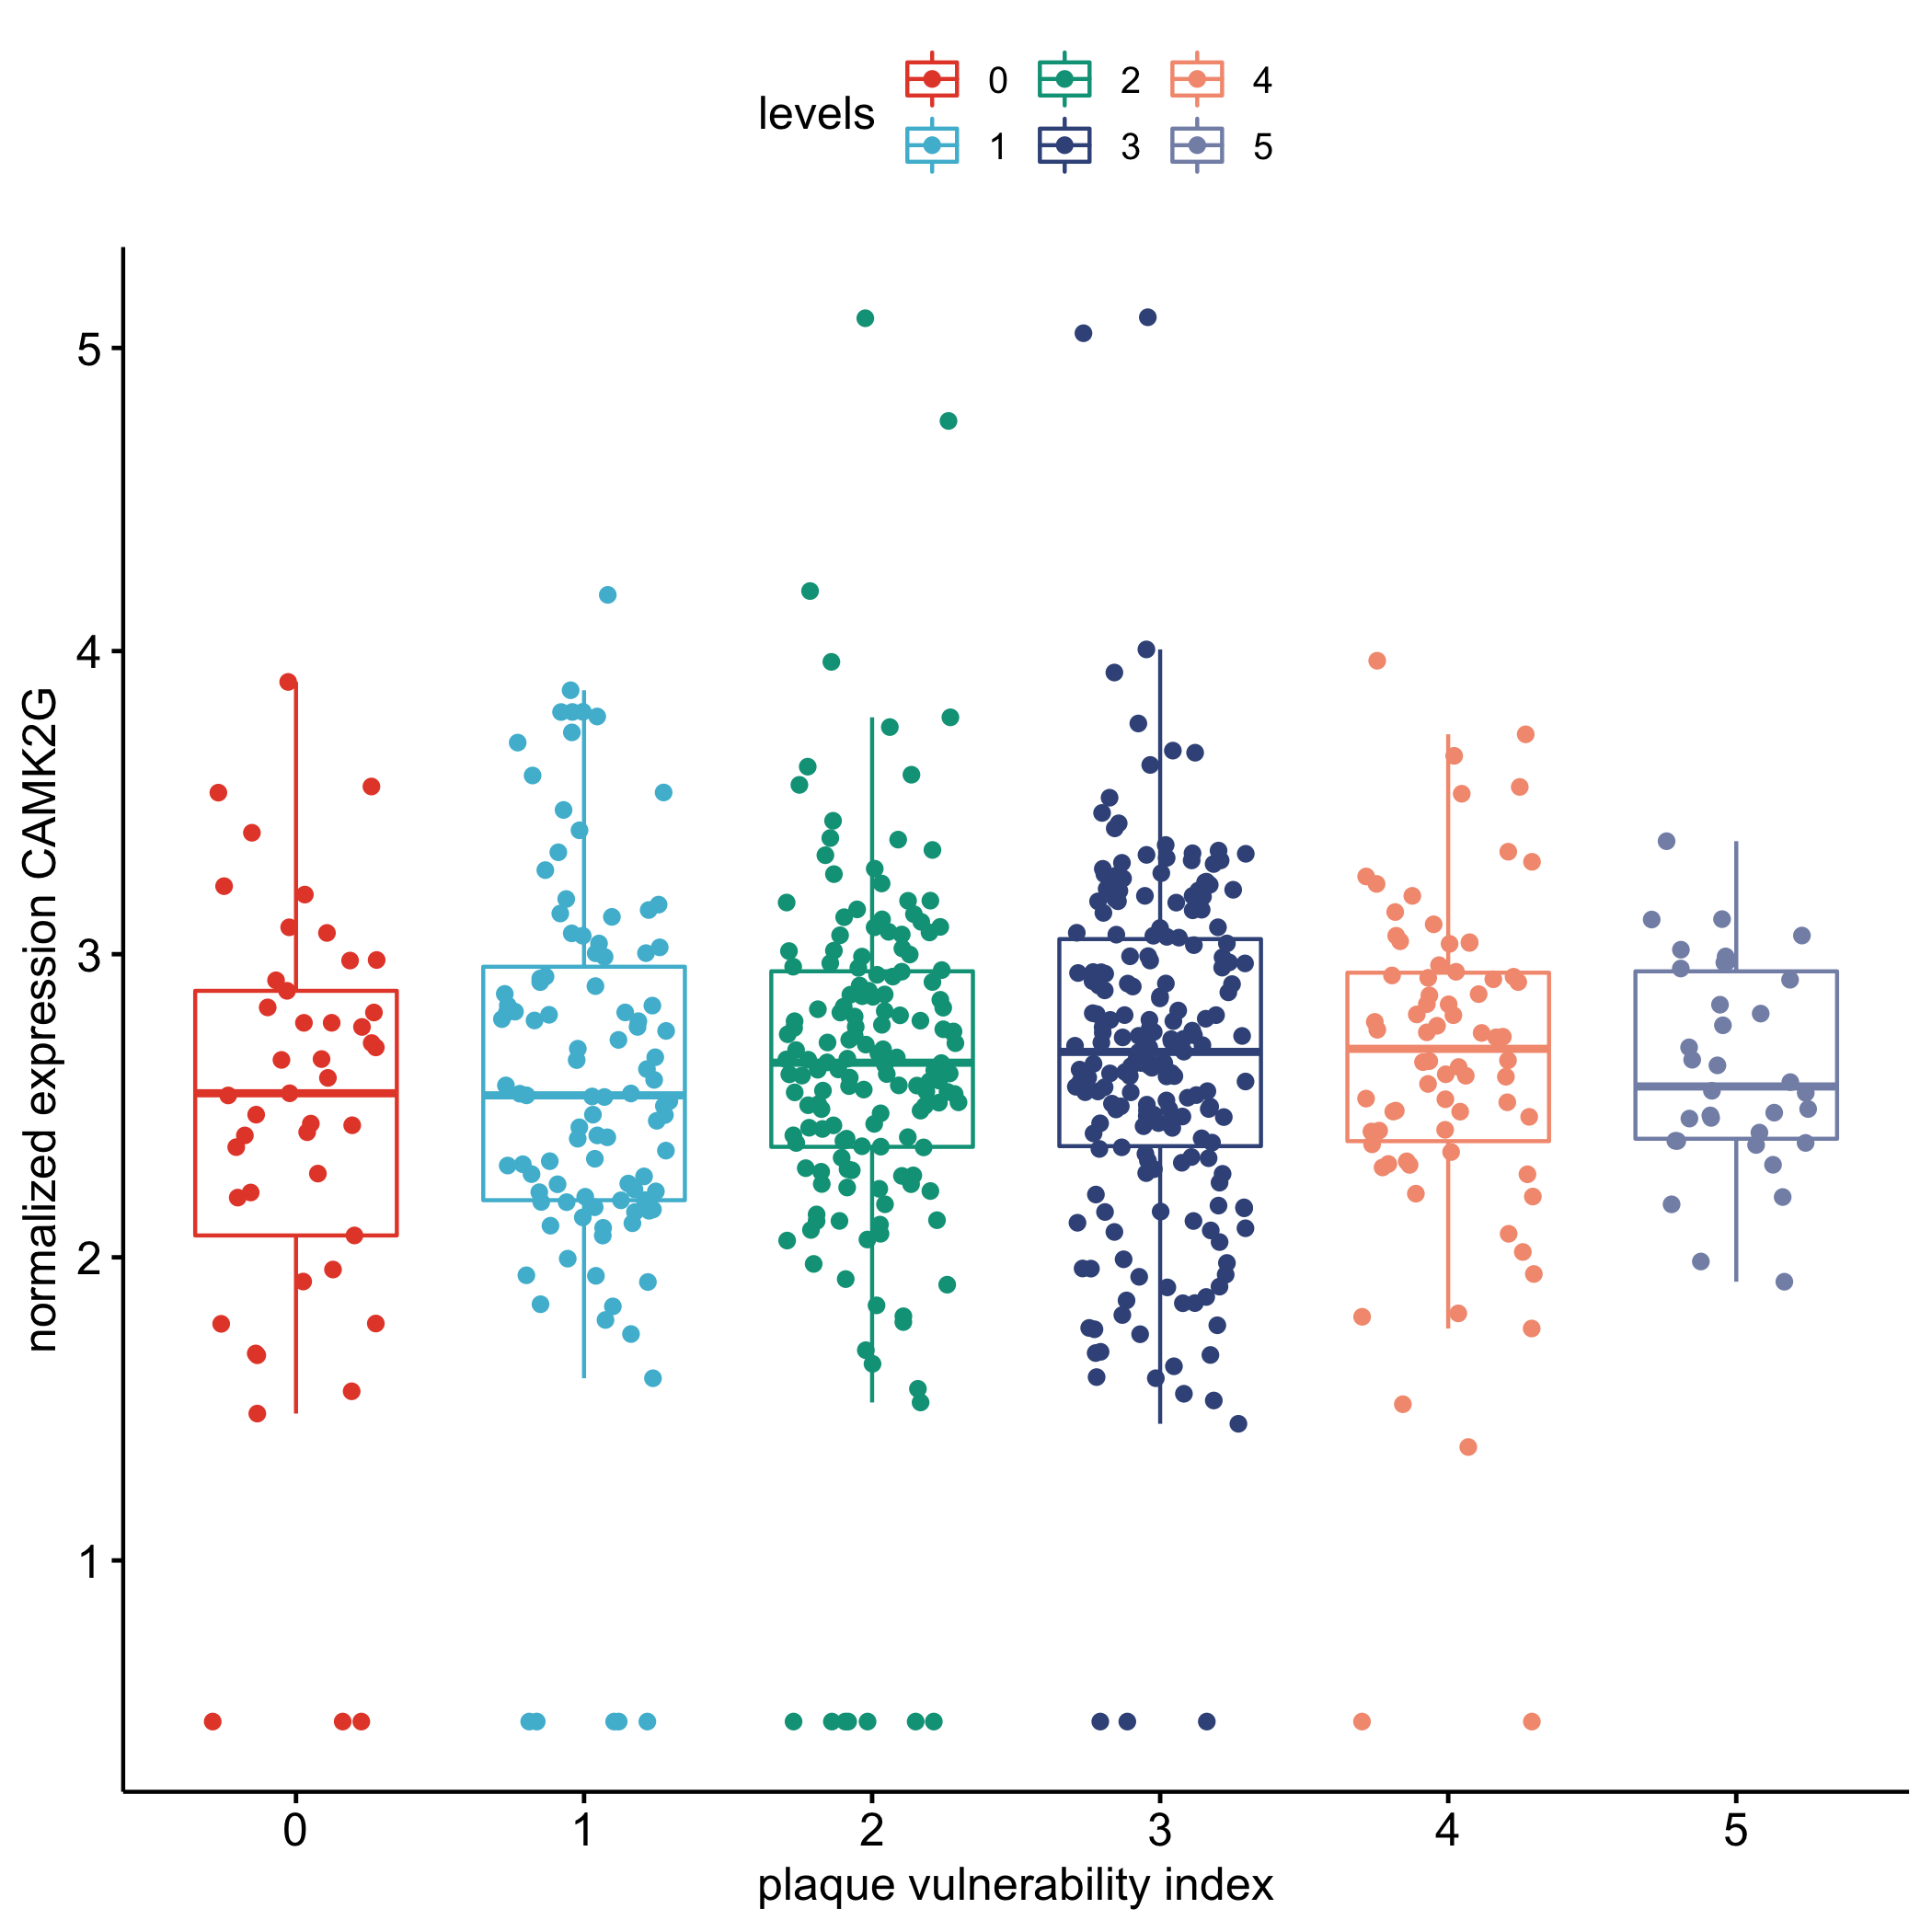 levels
0 2 4
1 3 5
normalized expression CAMK2G
5
4
3
2
1
0 1 2 3 4 5
plaque vulnerability index